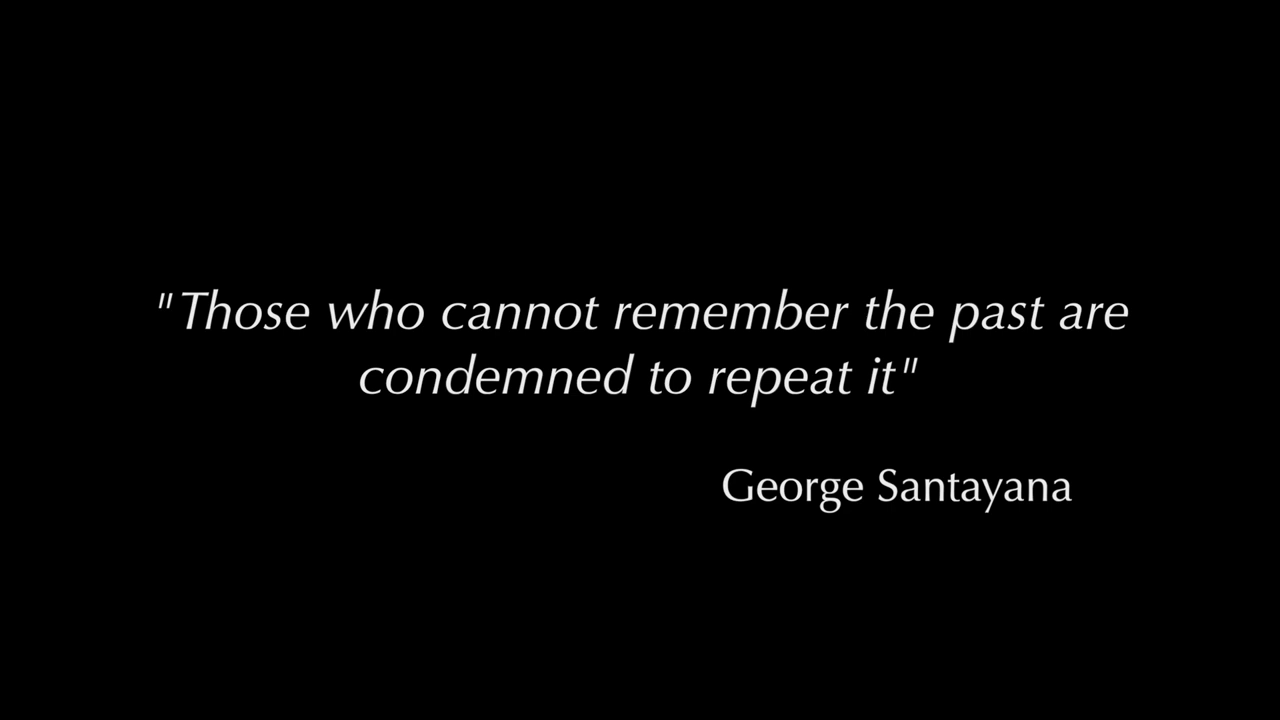 "Those who cannot remember the past are
condemned to repeat it"
George Santayana